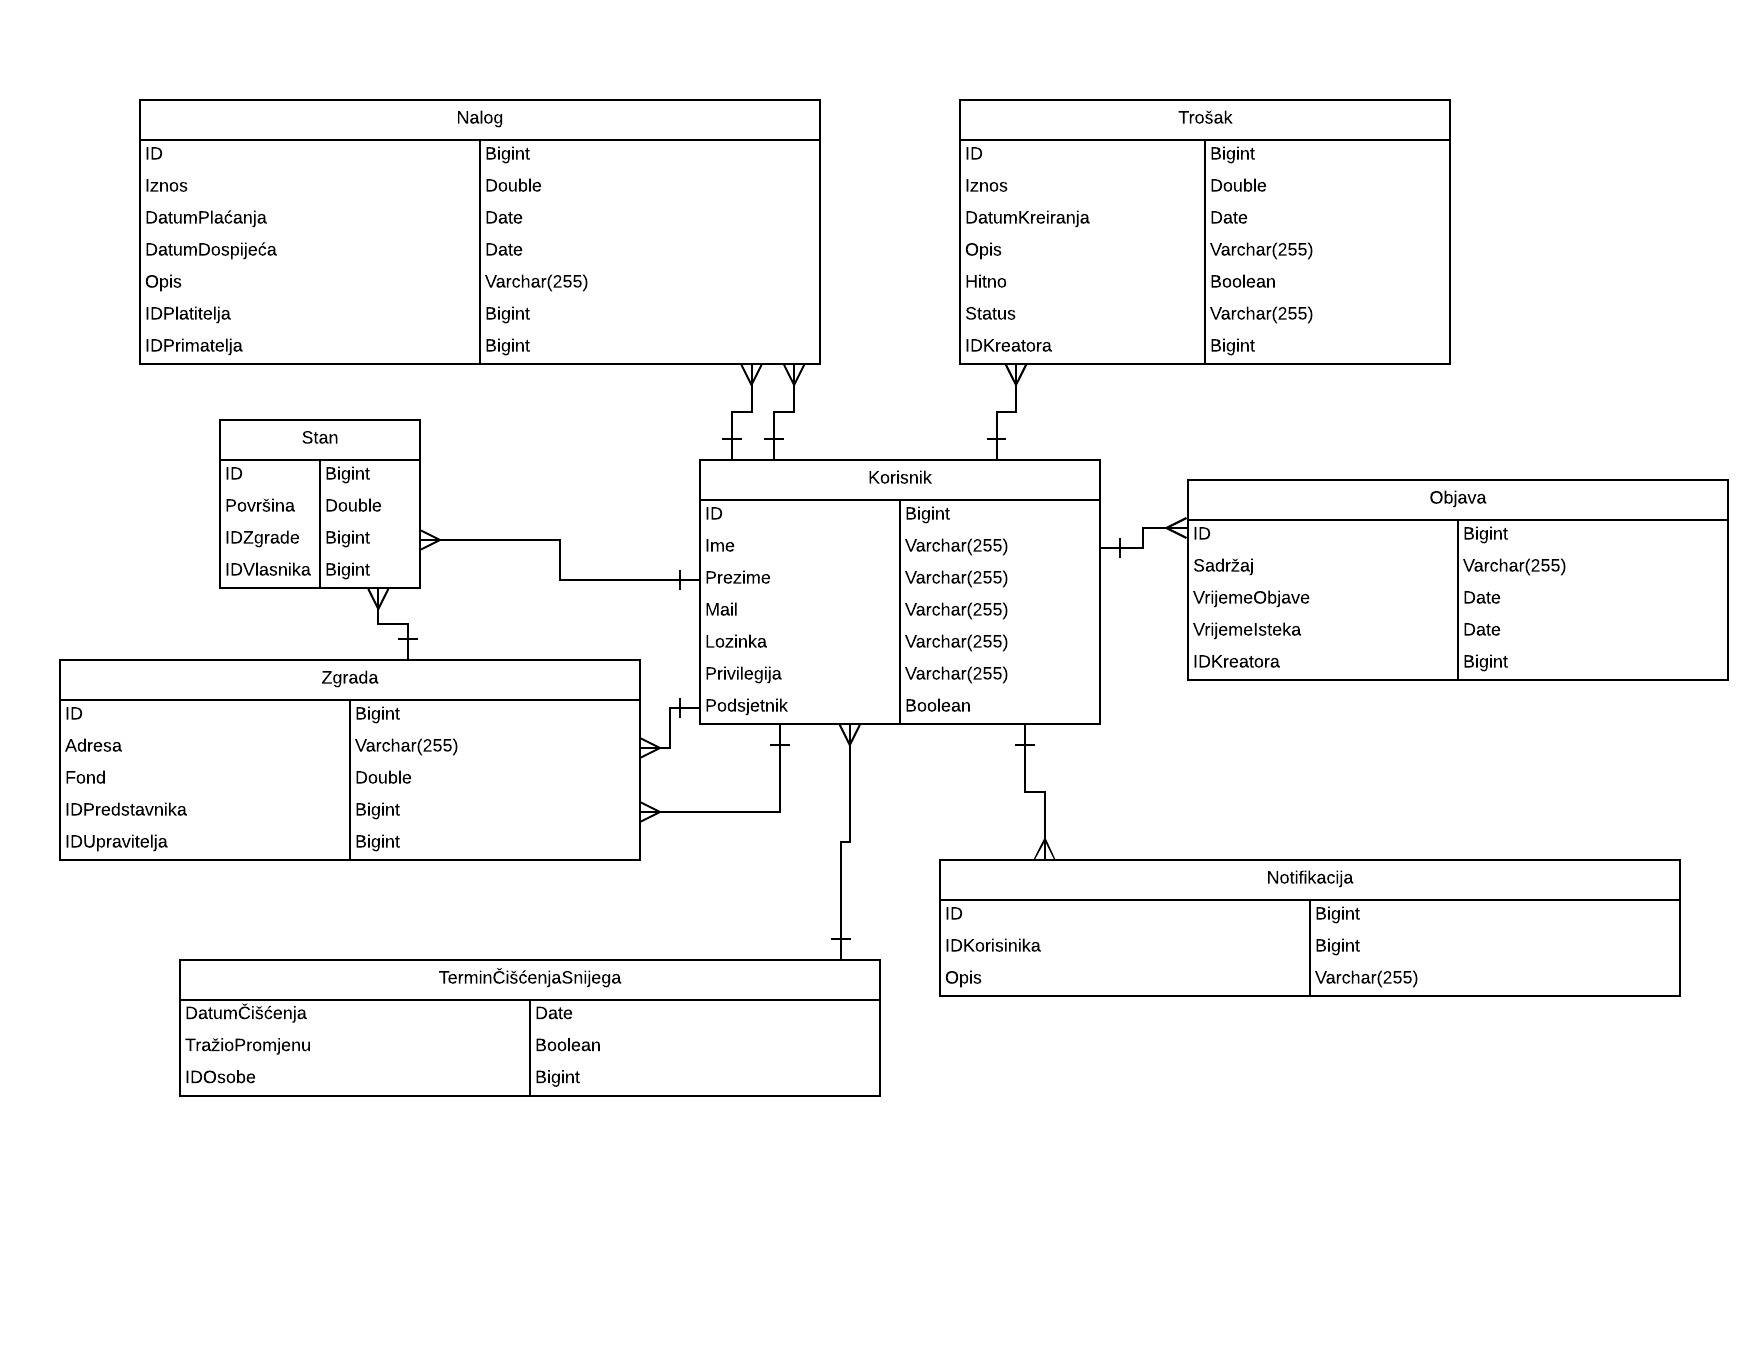 Nalog
ID Bigint
Iznos Double
DatumPlaćanja Date
DatumDospijeća Date
Opis Varchar(255)
IDPlatitelja Bigint
IDPrimatelja Bigint
Trošak
ID Bigint
Iznos Double
DatumKreiranja Date
Opis Varchar(255)
Hitno Boolean
Status Varchar(255)
IDKreatora Bigint
Stan
ID Bigint
Površina Double
IDZgrade Bigint
IDVlasnika Bigint
Korisnik
ID Bigint
Ime Varchar(255)
Prezime Varchar(255)
Mail Varchar(255)
Lozinka Varchar(255)
Privilegija Varchar(255)
Podsjetnik Boolean
Objava
ID Bigint
Sadržaj Varchar(255)
VrijemeObjave Date
VrijemeIsteka Date
IDKreatora Bigint
Zgrada
ID Bigint
Adresa Varchar(255)
Fond Double
IDPredstavnika Bigint
IDUpravitelja Bigint
Notifikacija
ID Bigint
IDKorisinika Bigint
Opis Varchar(255)
TerminČišćenjaSnijega
DatumČišćenja Date
TražioPromjenu Boolean
IDOsobe Bigint